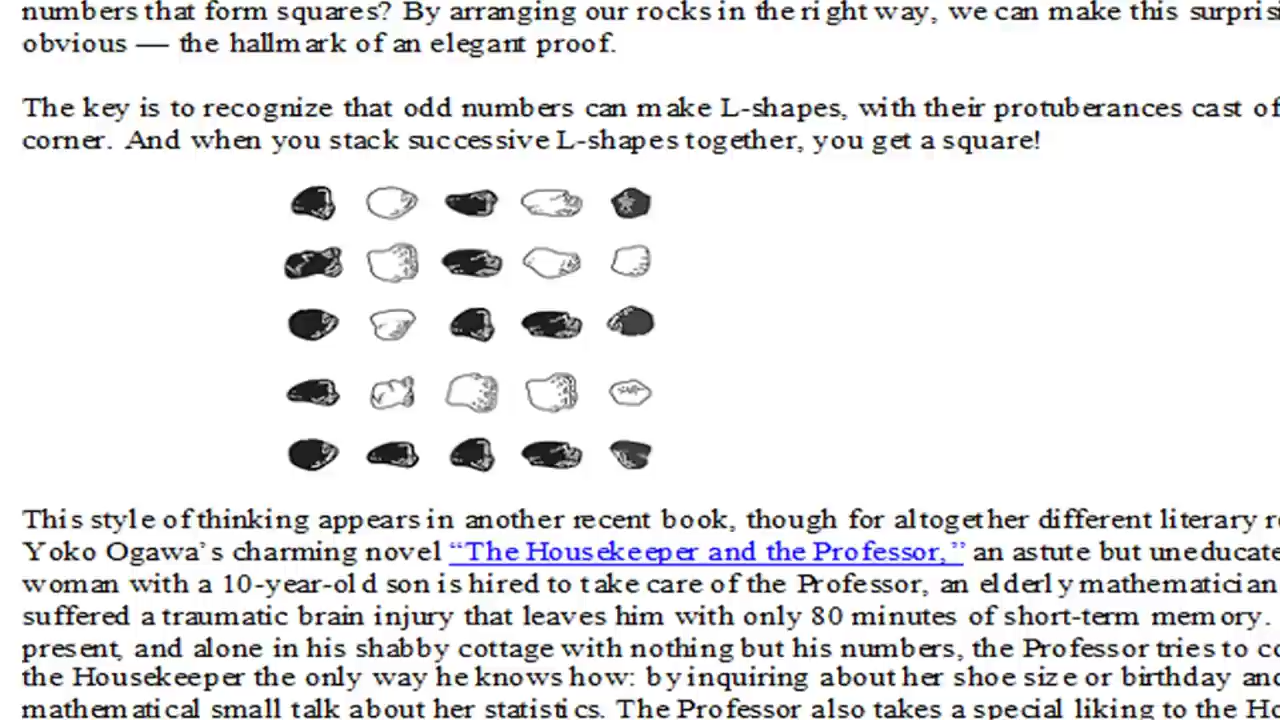 numbers that form squares? By arranging our rocks in the right way, we can make this
obvious — the hallmark of an elegant proof.
The key is to recognize that odd numbers can make L-shapes, with their protuberances cast
corner. And when you stack successive L-shapes together, you get a square!
This style of thinking appears in another recent book, though for altogether different literary
Yoko Ogawa's charming novel “The Housekeeper and the Professor,” an astute but
woman with a 10-year-old son is hired to take care of the Professor, an elderly mathematician
suffered a traumatic brain injury that leaves him with only 80 minutes of short-term memory.
present, and alone in his shabby cottage with nothing but his numbers, the Professor tries to
the Housekeeper the only way he knows how: by inquiring about her shoe size or birthday and
mathematical small talk about her statistics. The Professor also takes a special liking to the